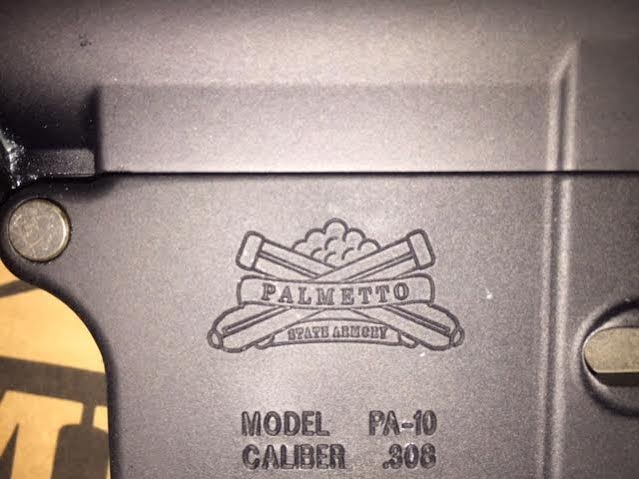 PALMETTO
STATE ARMORY
MODEL PA-10
CALIBER .308